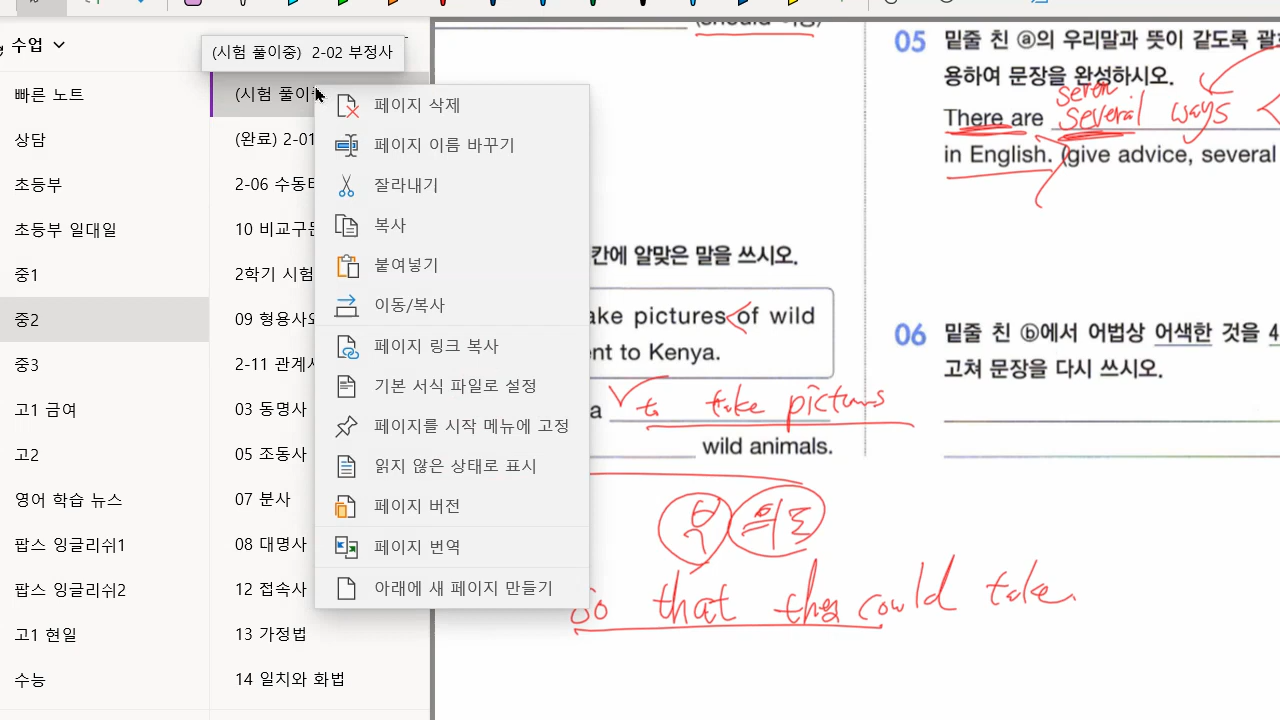 수업
(시험 풀이중) 2-02 부정사
빠른 노트
상담
초등부
초등부 일대일
중1
중2
중3
고1 금여
고2
영어 학습 뉴스
팝스 잉글리쉬1
팝스 잉글리쉬2
고1 현일
수능
(시험 풀이
(완료) 2-01
2-06 수동
10 비교구문
2학기 시험
09 형용사
2-11 관계사
03 동명사
05 조동사
07 분사
08 대명사
12 접속사
13 가정법
14 일치와 화법
페이지 삭제
페이지 이름 바꾸기
잘라내기
복사
붙여넣기
이동/복사
페이지 링크 복사
기본 서식 파일로 설정
페이지를 시작 메뉴에 고정
읽지 않은 상태로 표시
페이지 버전
페이지 번역
아래에 새 페이지 만들기
칸에 알맞은 말을 쓰시오.
ake pictures of wild
nt to Kenya.
a to take pictures
wild animals.
부 의도
So that they could take
05 밑줄 친 ⓐ의 우리말과 뜻이 같도록 괄
용하여 문장을 완성하시오.
seven
There are several ways
in English. (give advice, several
06 밑줄 친 ⓑ에서 어법상 어색한 것을 4
고쳐 문장을 다시 쓰시오.